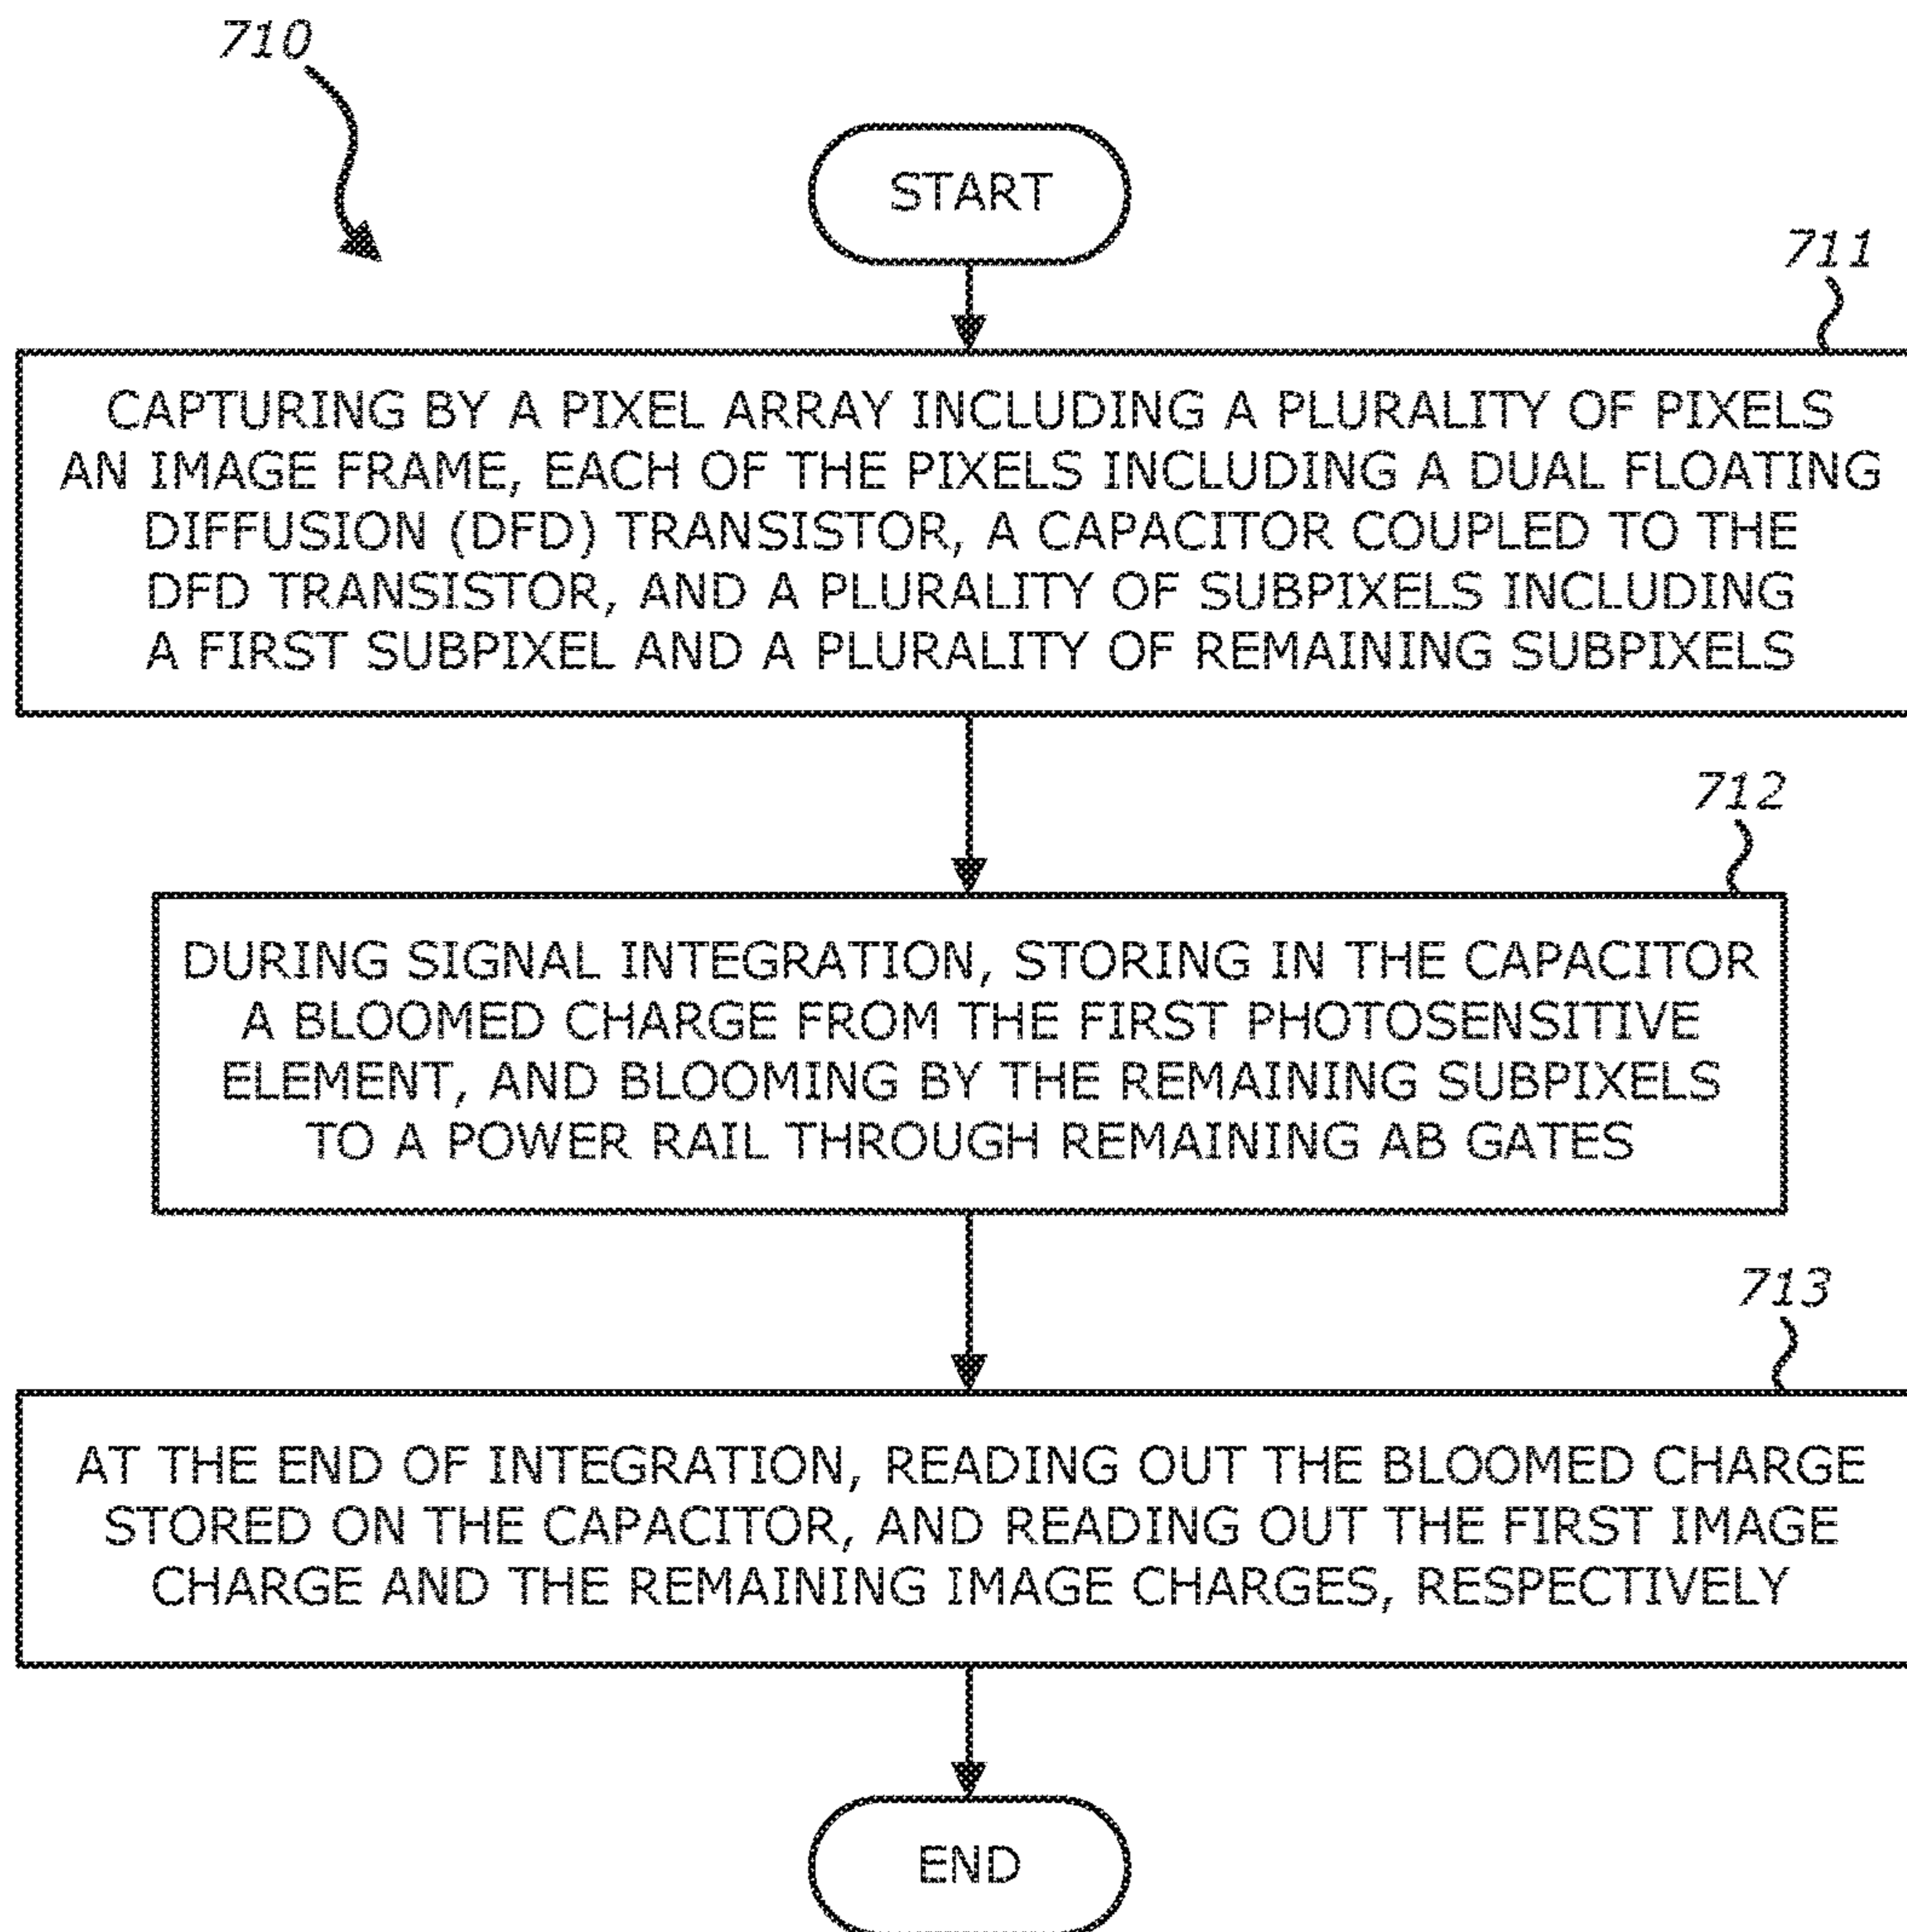 710
START
711
CAPTURING BY A PIXEL ARRAY INCLUDING A PLURALITY OF PIXELS
AN IMAGE FRAME, EACH OF THE PIXELS INCLUDING A DUAL FLOATING
DIFFUSION (DFD) TRANSISTOR, A CAPACITOR COUPLED TO THE
DFD TRANSISTOR, AND A PLURALITY OF SUBPIXELS INCLUDING
A FIRST SUBPIXEL AND A PLURALITY OF REMAINING SUBPIXELS
712
DURING SIGNAL INTEGRATION, STORING IN THE CAPACITOR
A BLOOMED CHARGE FROM THE FIRST PHOTOSENSITIVE
ELEMENT, AND BLOOMING BY THE REMAINING SUBPIXELS
TO A POWER RAIL THROUGH REMAINING AB GATES
713
AT THE END OF INTEGRATION, READING OUT THE BLOOMED CHARGE
STORED ON THE CAPACITOR, AND READING OUT THE FIRST IMAGE
CHARGE AND THE REMAINING IMAGE CHARGES, RESPECTIVELY
END